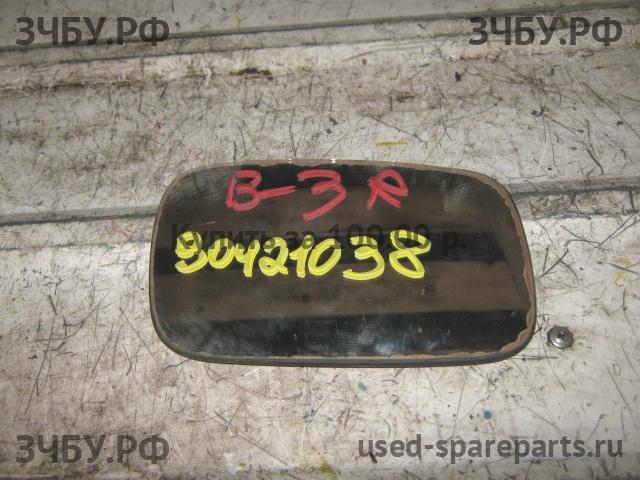 ЗЧБУ.РФ ЗЧБУ.РФ
B-3 R
Купить за 100.00 р.
30421038
ЗЧБУ.РФ used-spareparts.ru